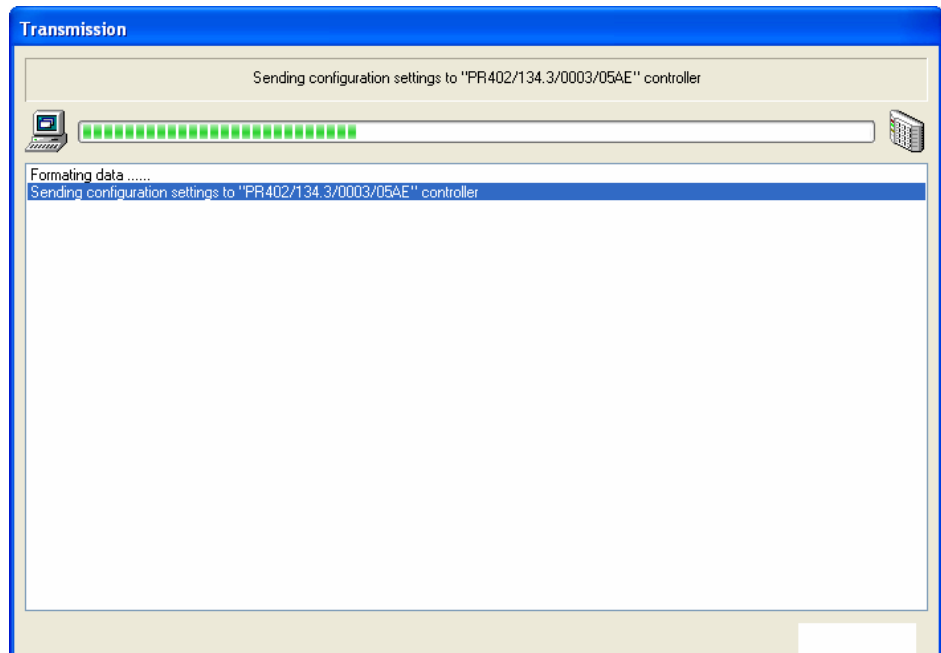 Transmission
Sending configuration settings to "PR402/134.3/0003/05AE" controller
Formating data ......
Sending configuration settings to "PR402/134.3/0003/05AE" controller